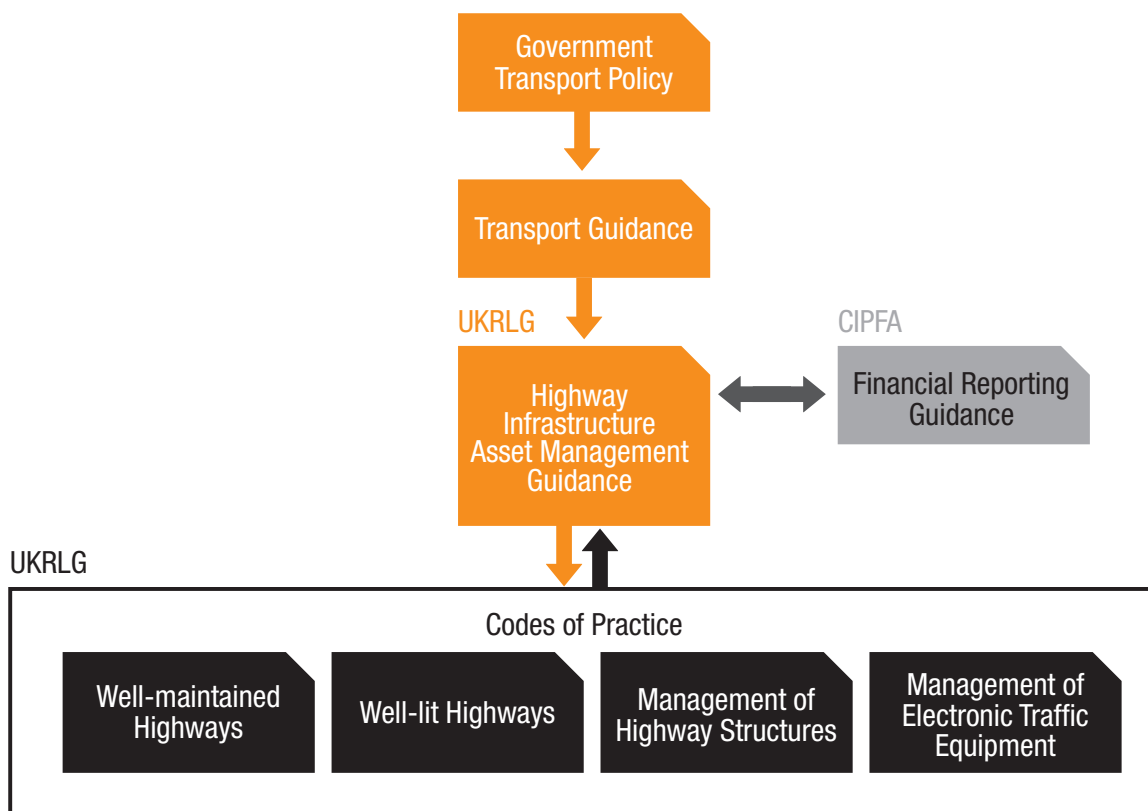 Government
Transport Policy
Transport Guidance
UKRLG
CIPFA
Highway
Infrastructure
Asset Management
Guidance
Financial Reporting
Guidance
UKRLG
Codes of Practice
Well-maintained
Highways
Well-lit Highways
Management of
Highway Structures
Management of
Electronic Traffic
Equipment